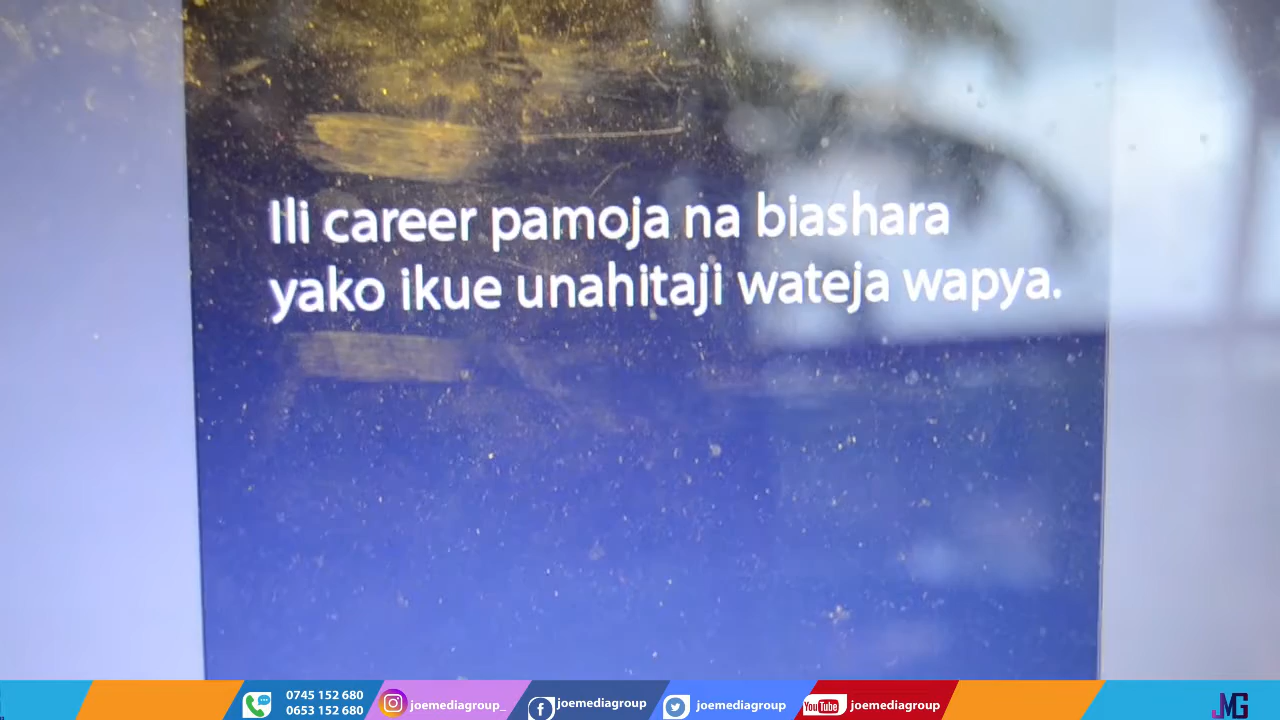 Ili career pamoja na biashara
yako ikue unahitaji wateja wapya.
0745 152 680
0653 152 680
joemediagroup_
joemediagroup
joemediagroup
YouTube
joemediagroup
JMG